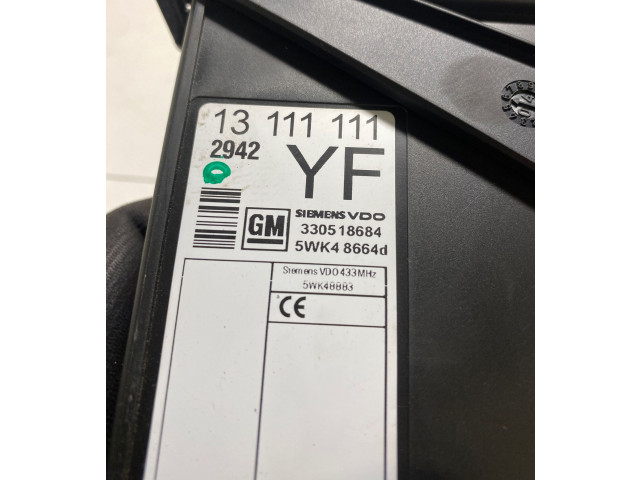 13 111 111
2942
YF
GM
SIEMENS VDO
330518684
5WK4 8664d
Siemens VDO 433MHz
5WK48883
CE